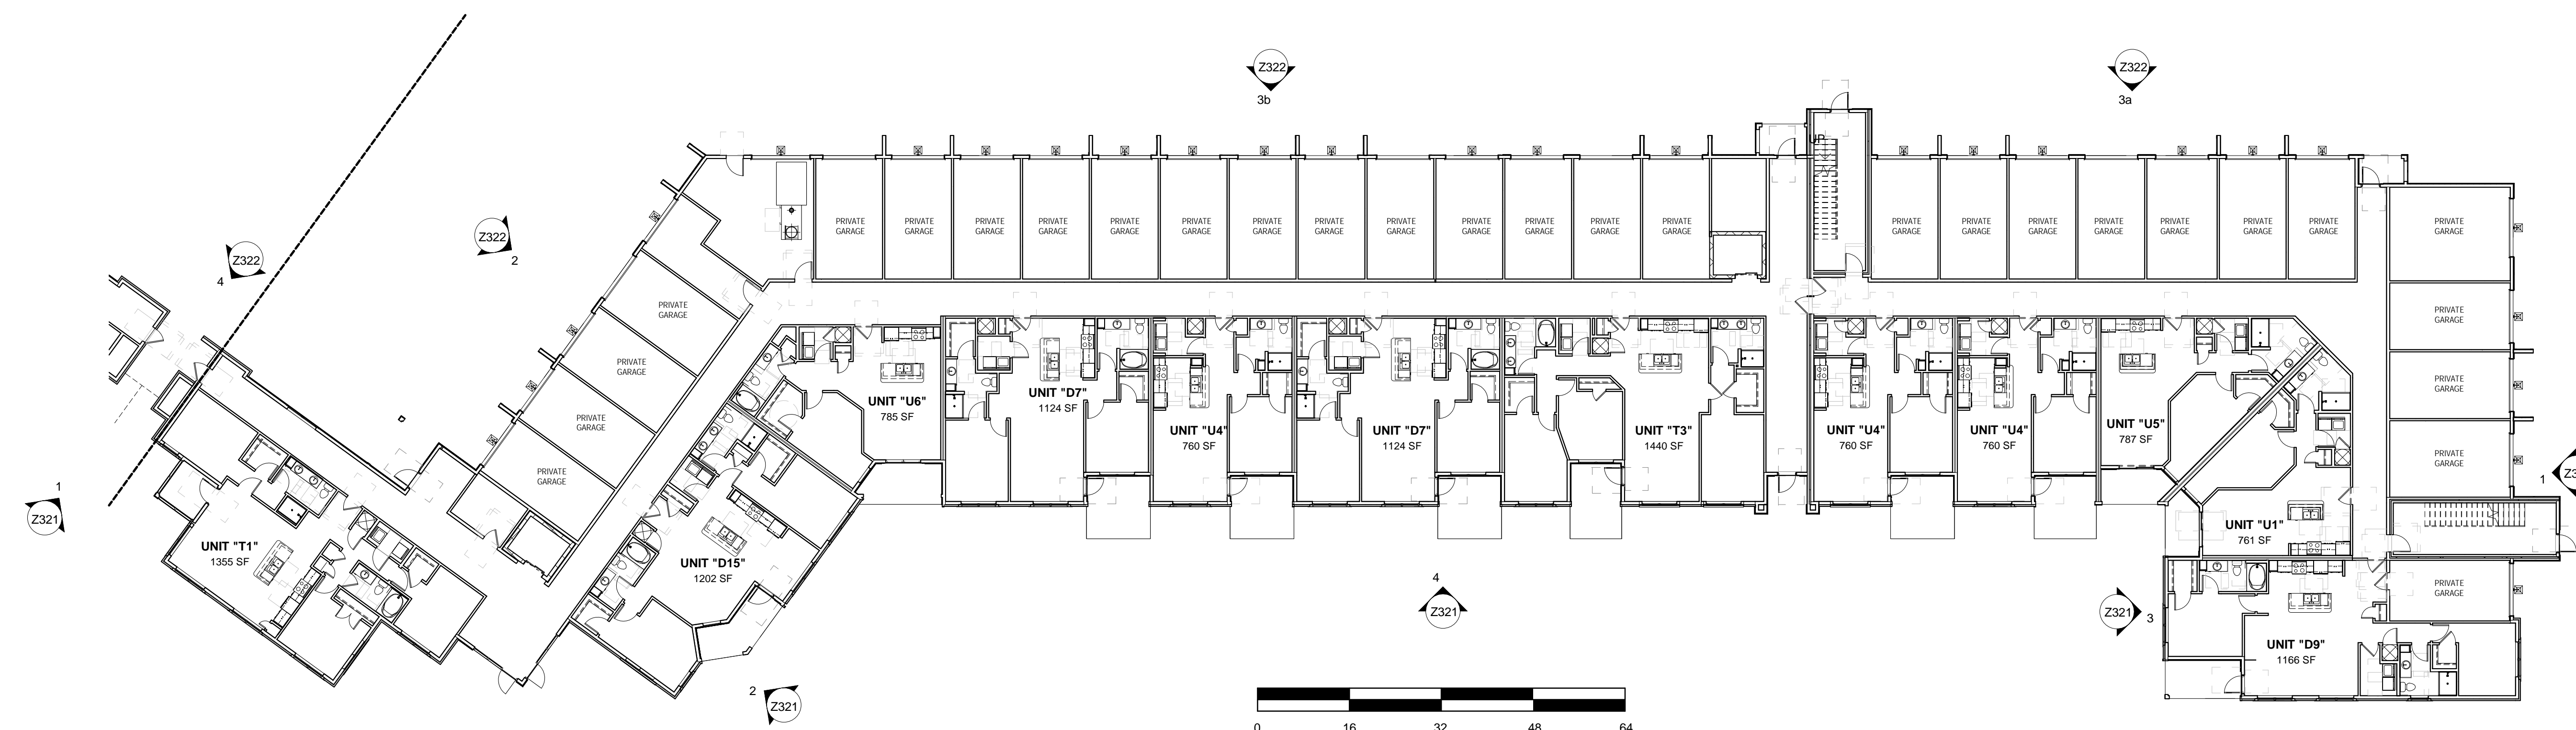 Z322
3b
Z322
3a
Z322
4
Z322
2
UP
PRIVATE
GARAGE
PRIVATE
GARAGE
PRIVATE
GARAGE
PRIVATE
GARAGE
PRIVATE
GARAGE
PRIVATE
GARAGE
PRIVATE
GARAGE
PRIVATE
GARAGE
PRIVATE
GARAGE
PRIVATE
GARAGE
PRIVATE
GARAGE
PRIVATE
GARAGE
PRIVATE
GARAGE
PRIVATE
GARAGE
PRIVATE
GARAGE
PRIVATE
GARAGE
PRIVATE
GARAGE
PRIVATE
GARAGE
PRIVATE
GARAGE
PRIVATE
GARAGE
PRIVATE
GARAGE
PRIVATE
GARAGE
PRIVATE
GARAGE
PRIVATE
GARAGE
PRIVATE
GARAGE
PRIVATE
GARAGE
PRIVATE
GARAGE
PRIVATE
GARAGE
UNIT "U6"
785 SF
UNIT "D7"
1124 SF
UNIT "U4"
760 SF
UNIT "D7"
1124 SF
UNIT "T3"
1440 SF
UNIT "U4"
760 SF
UNIT "U4"
760 SF
UNIT "U5"
787 SF
1
Z321
1
UNIT "T1"
1355 SF
UNIT "D15"
1202 SF
UNIT "U1"
761 SF
4
Z321
Z321
3
PRIVATE
GARAGE
UNIT "D9"
1166 SF
2
Z321
0
16
32
48
64